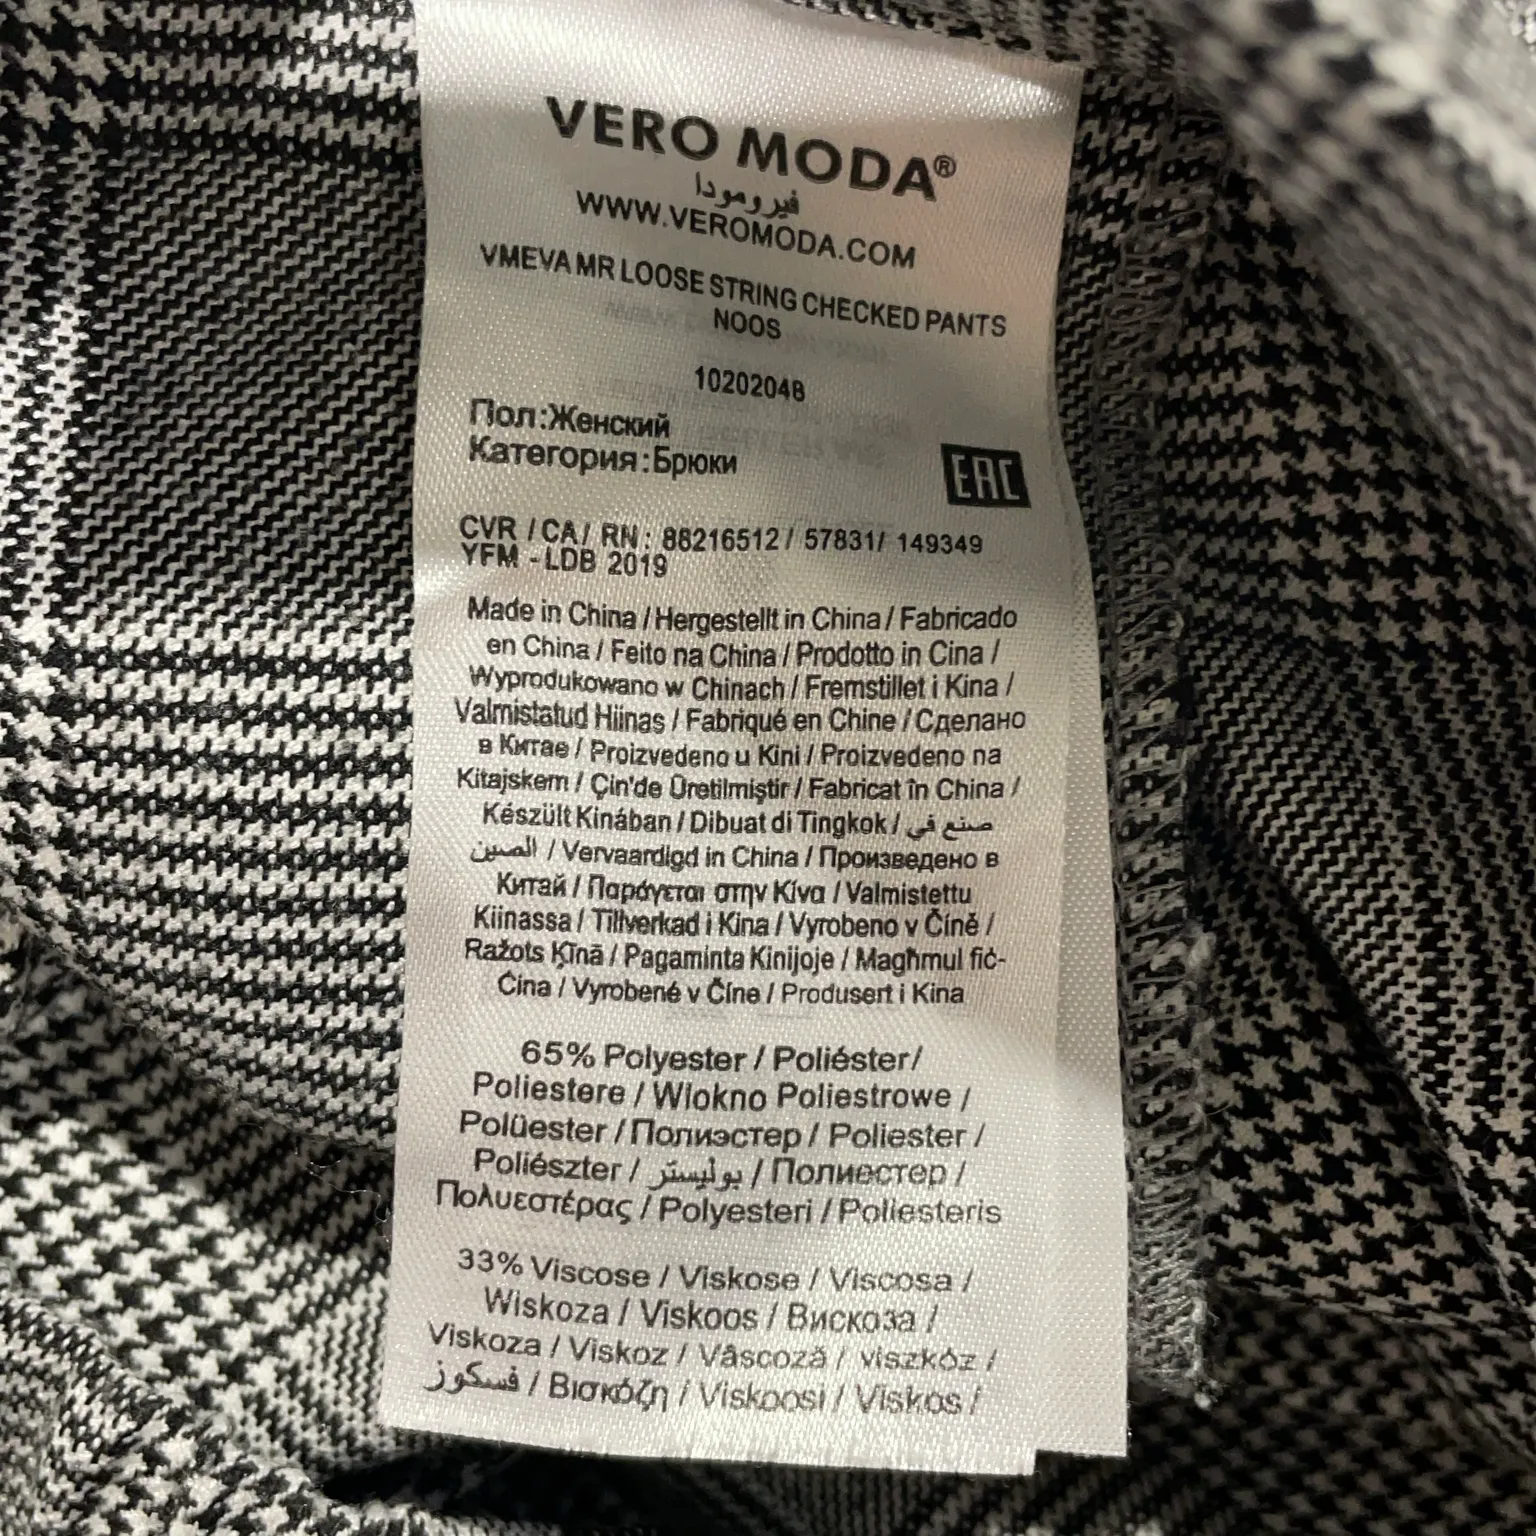 VERO MODA®
فيرومودا
WWW.VEROMODA.COM
VMEVA MR LOOSE STRING CHECKED PANTS
NOOS
10202048
Пол:Женский
Категория:Брюки
EAC
CVR / CA/ RN : 88216512 / 57831/ 149349
YFM - LDB 2019
Made in China / Hergestellt in China / Fabricado
en China / Feito na China / Prodotto in Cina /
Wyprodukowano w Chinach / Fremstillet i Kina /
Valmistatud Hiinas / Fabriqué en Chine / Сделано
в Китае / Proizvedeno u Kini / Proizvedeno na
Kitajskem / Çin'de Üretilmiştir / Fabricat în China /
Készült Kinában / Dibuat di Tingkok / صنع في
الصين / Vervaardigd in China / Произведено в
Китай / Παράγεται στην Κίνα / Valmistettu
Kiinassa / Tillverkad i Kina / Vyrobeno v Číně /
Ražots Ķīnā / Pagaminta Kinijoje / Magħmul fiċ-
Ċina / Vyrobené v Číne / Produsert i Kina
65% Polyester / Poliéster/
Poliestere / Wlokno Poliestrowe /
Polüester / Полиэстер / Poliester /
Poliészter / بوليستر / Полиестер /
Πολυεστέρας / Polyesteri / Poliesteris
33% Viscose / Viskose / Viscosa /
Wiskoza / Viskoos / Вискоза /
Viskoza / Viskoz / Vâscoză / viszkóz /
فسكوز / Βισκόζη / Viskoosi / Viskos /